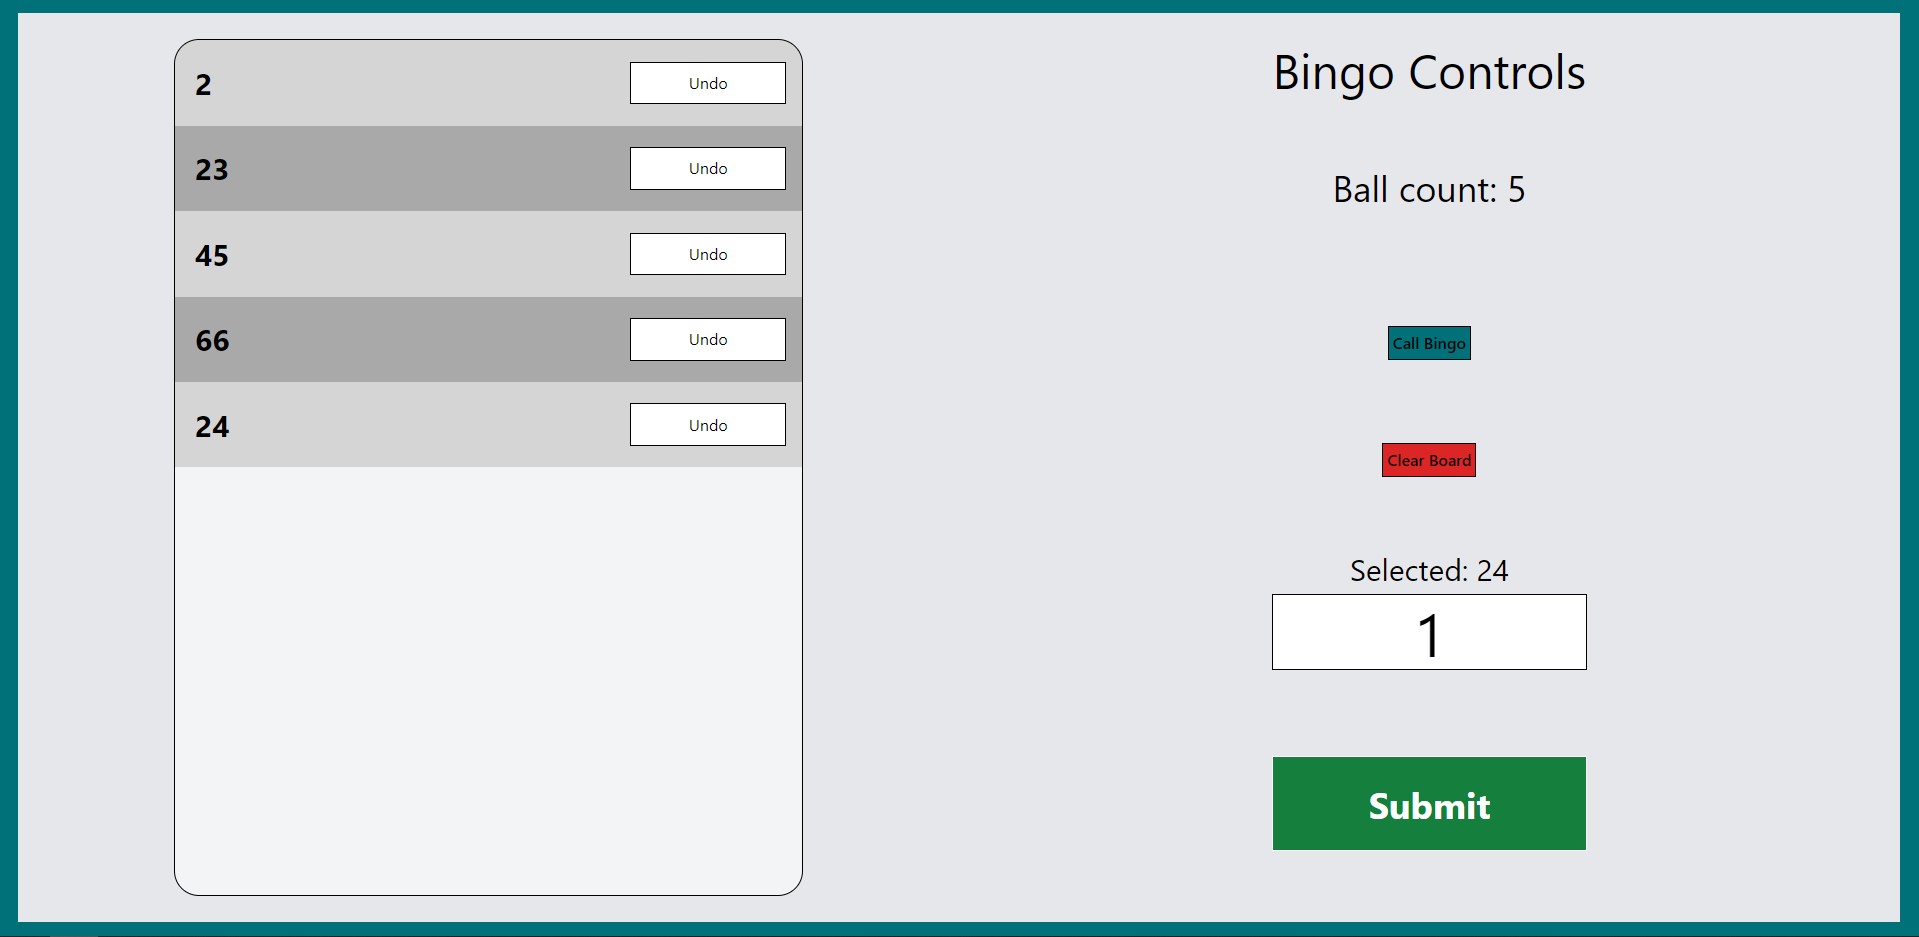 2
Undo
23
Undo
45
Undo
66
Undo
24
Undo
Bingo Controls
Ball count: 5
Call Bingo
Clear Board
Selected: 24
1
Submit